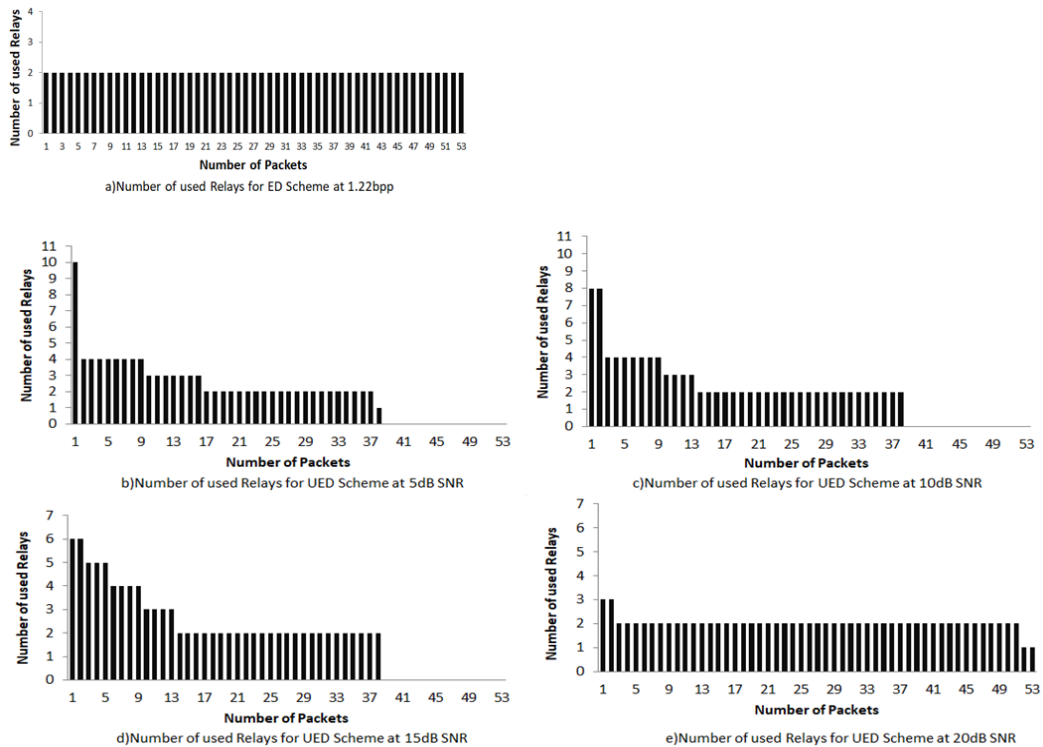 Number of used Relays
4
3
2
1
0
1 3 5 7 9 11 13 15 17 19 21 23 25 27 29 31 33 35 37 39 41 43 45 47 49 51 53
Number of Packets
a)Number of used Relays for ED Scheme at 1.22bpp
Number of used Relays
11
10
9
8
7
6
5
4
3
2
1
0
1 5 9 13 17 21 25 29 33 37 41 45 49 53
Number of Packets
b)Number of used Relays for UED Scheme at 5dB SNR
Number of used Relays
11
10
9
8
7
6
5
4
3
2
1
0
1 5 9 13 17 21 25 29 33 37 41 45 49 53
Number of Packets
c)Number of used Relays for UED Scheme at 10dB SNR
Number of used Relays
7
6
5
4
3
2
1
0
1 5 9 13 17 21 25 29 33 37 41 45 49 53
Number of Packets
d)Number of used Relays for UED Scheme at 15dB SNR
Number of used Relays
7
6
5
4
3
2
1
0
1 5 9 13 17 21 25 29 33 37 41 45 49 53
Number of Packets
e)Number of used Relays for UED Scheme at 20dB SNR